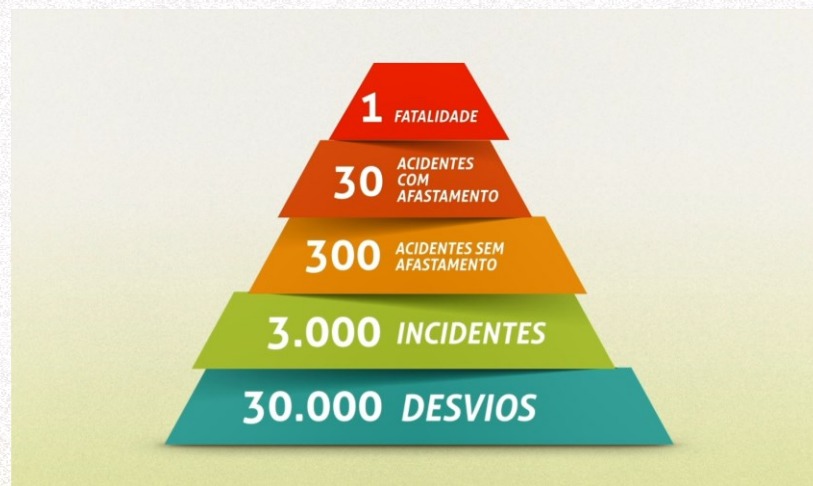 1 FATALIDADE
30 ACIDENTES
COM
AFASTAMENTO
300 ACIDENTES SEM
AFASTAMENTO
3.000 INCIDENTES
30.000 DESVIOS